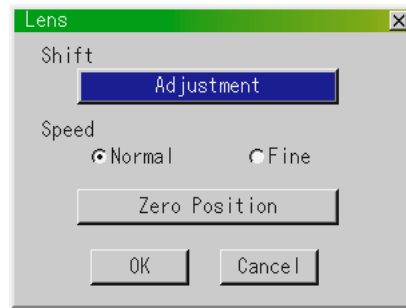 Lens
Shift
Adjustment
Speed
Normal Fine
Zero Position
OK Cancel